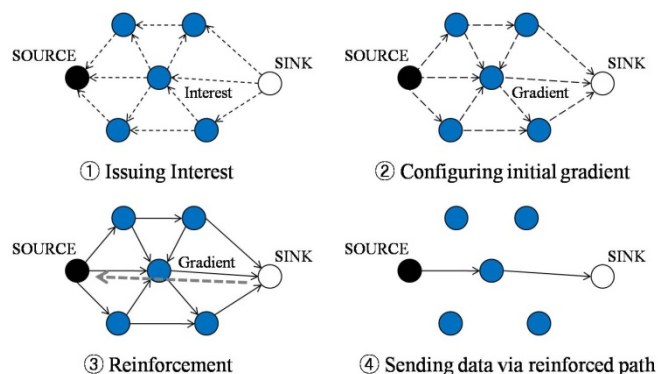 SOURCE
SINK
Interest
① Issuing Interest
SOURCE
SINK
Gradient
② Configuring initial gradient
SOURCE
SINK
Gradient
③ Reinforcement
SOURCE
SINK
④ Sending data via reinforced path